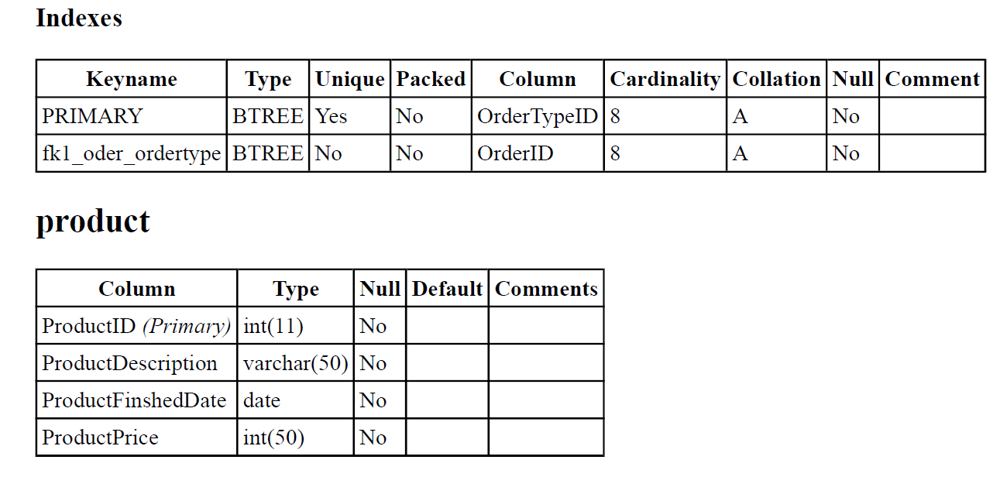 Indexes
Keyname Type Unique Packed Column Cardinality Collation Null Comment
PRIMARY BTREE Yes No OrderTypeID 8 A No
fk1_oder_ordertype BTREE No No OrderID 8 A No
product
Column Type Null Default Comments
ProductID (Primary) int(11) No
ProductDescription varchar(50) No
ProductFinshedDate date No
ProductPrice int(50) No